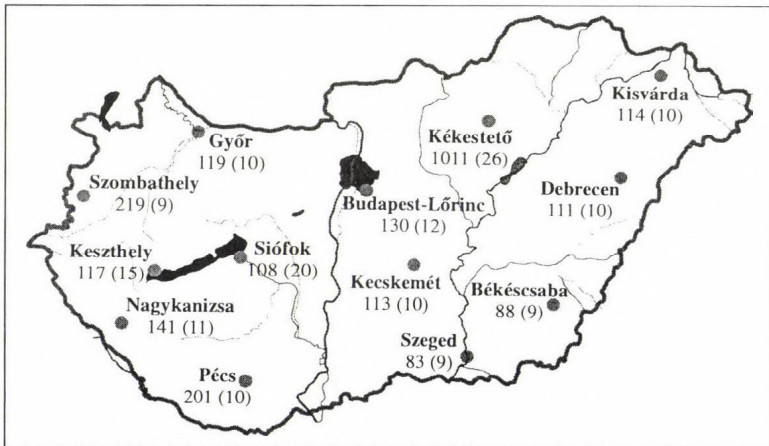 Kisvárda
114 (10)
Kékestető
1011 (26)
Győr
119 (10)
Debrecen
111 (10)
Szombathely
219 (9)
Budapest-Lőrinc
130 (12)
Keszthely
117 (15)
Siófok
108 (20)
Kecskemét
113 (10)
Békéscsaba
88 (9)
Nagykanizsa
141 (11)
Szeged
83 (9)
Pécs
201 (10)